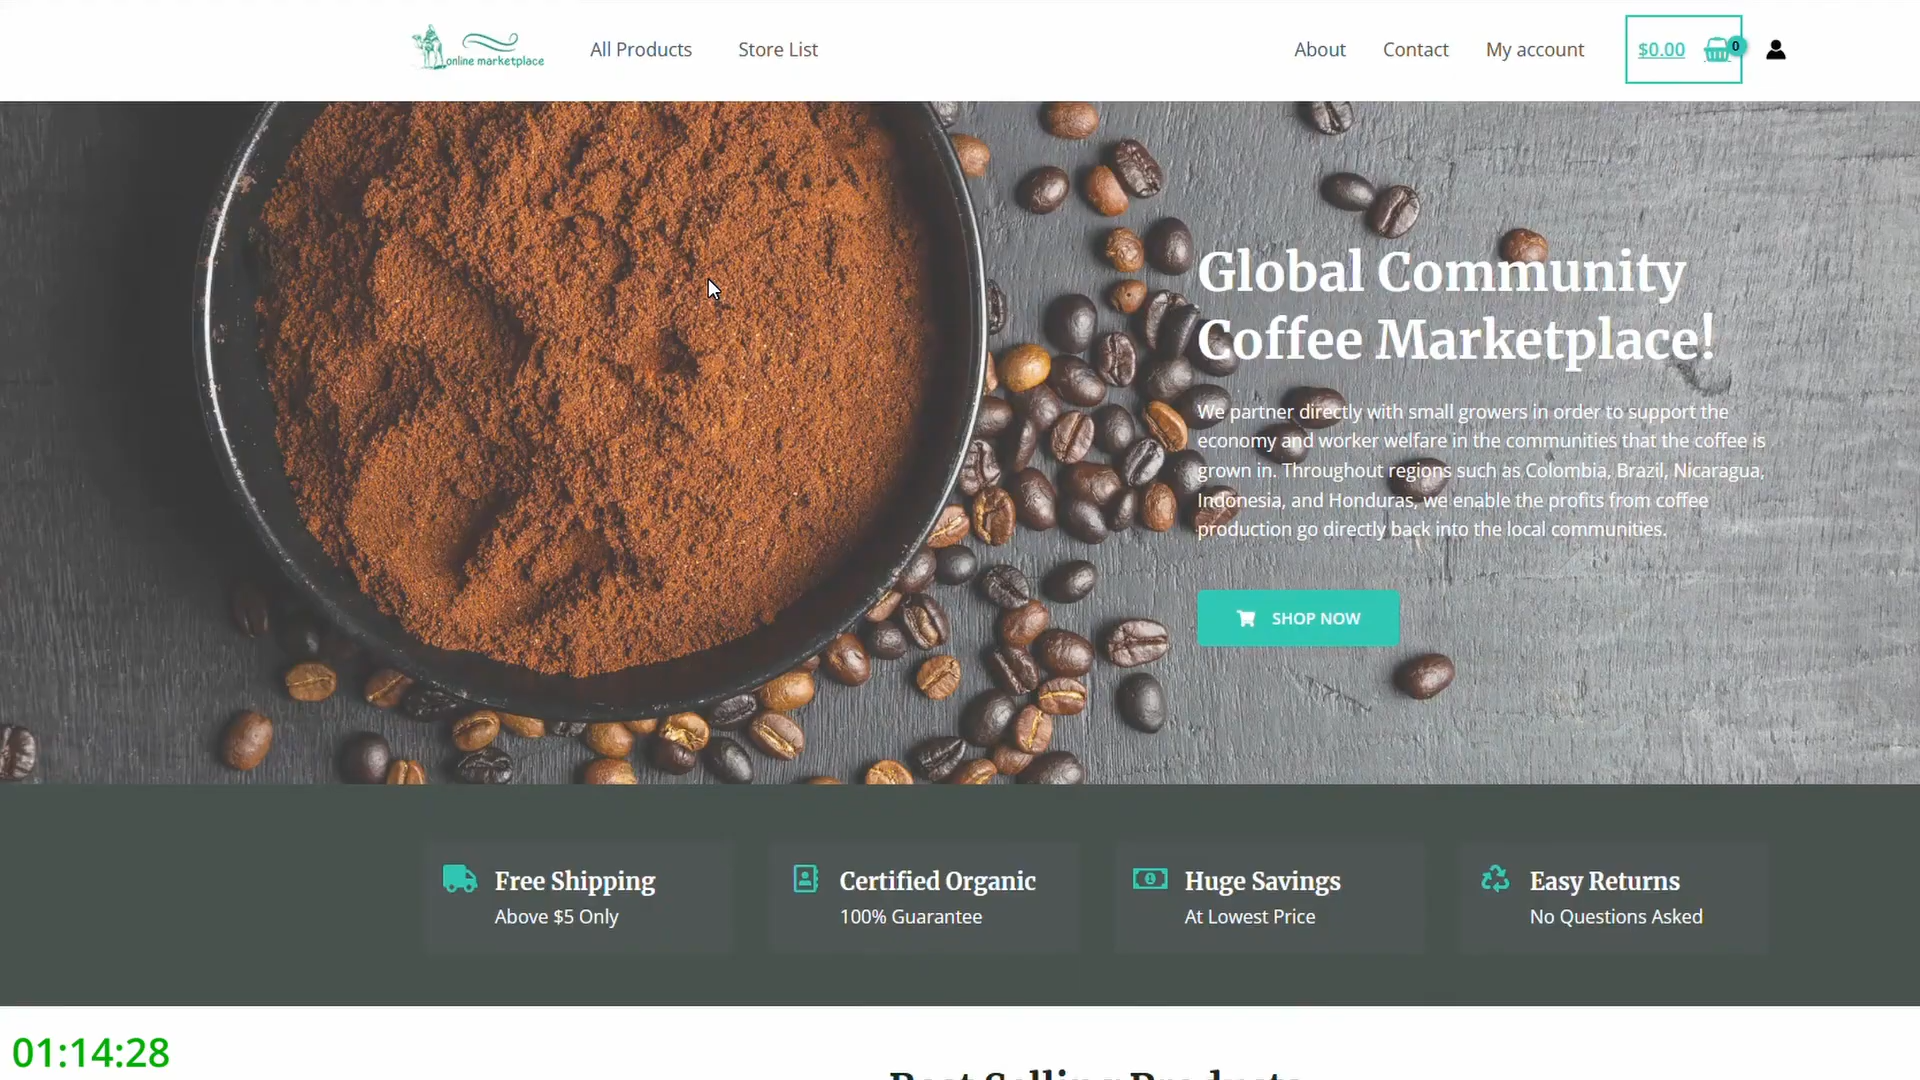 online marketplace
All Products
Store List
About
Contact
My account
$0.00
0
Global Community
Coffee Marketplace!
We partner directly with small growers in order to support the
economy and worker welfare in the communities that the coffee is
grown in. Throughout regions such as Colombia, Brazil, Nicaragua,
Indonesia, and Honduras, we enable the profits from coffee
production go directly back into the local communities.
SHOP NOW
Free Shipping
Above $5 Only
Certified Organic
100% Guarantee
Huge Savings
At Lowest Price
Easy Returns
No Questions Asked
01:14:28
Best Selling Products